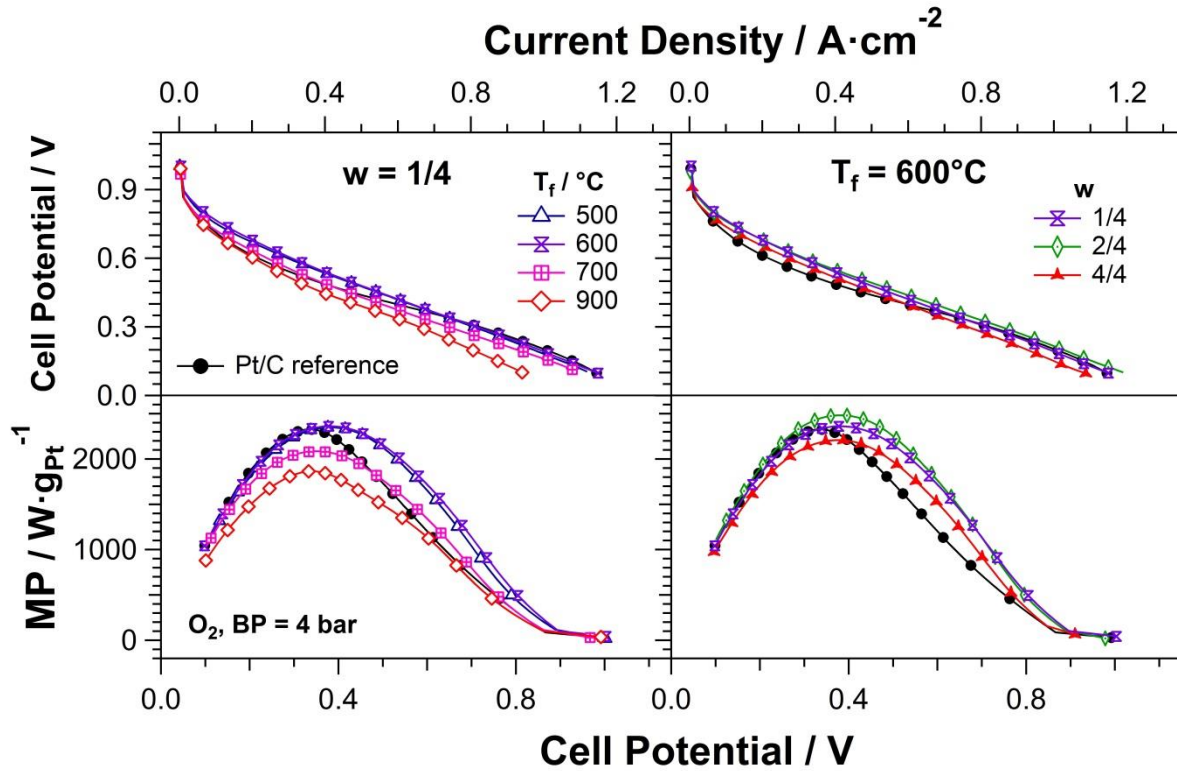 Current Density / A·cm⁻²
0.0 0.4 0.8 1.2 0.0 0.4 0.8 1.2
Cell Potential / V
0.9
0.6
0.3
0.0
w = 1/4
T_f / °C
500
600
700
900
Pt/C reference
T_f = 600°C
w
1/4
2/4
4/4
MP / W·g_Pt⁻¹
2000
1000
0
O₂, BP = 4 bar
0.0 0.4 0.8 0.0 0.4 0.8
Cell Potential / V